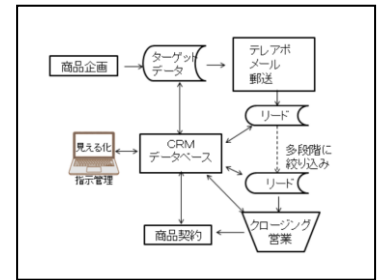 商品企画
ターゲット
データ
テレアポ
メール
郵送
リード
見える化
指示管理
CRM
データベース
多段階に
絞り込み
リード
商品契約
クロージング
営業